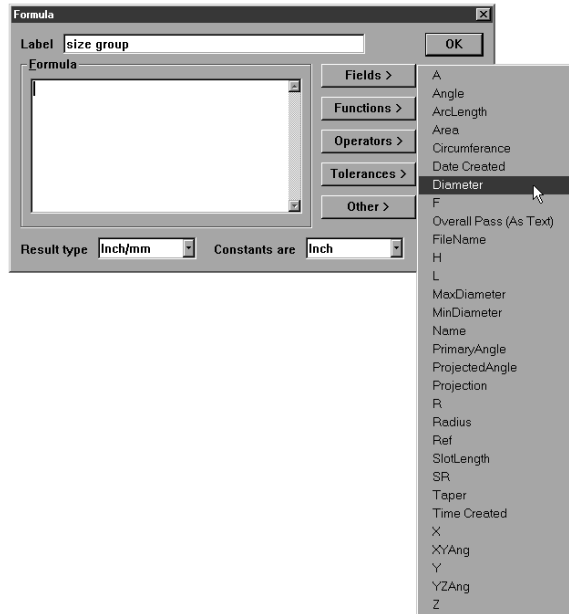 Formula
Label size group
OK
Formula
Fields >
Functions >
Operators >
Tolerances >
Other >
Result type Inch/mm Constants are Inch
A
Angle
ArcLength
Area
Circumferance
Date Created
Diameter
F
Overall Pass (As Text)
FileName
H
L
MaxDiameter
MinDiameter
Name
PrimaryAngle
ProjectedAngle
Projection
R
Radius
Ref
SlotLength
SR
Taper
Time Created
X
XYAng
Y
YZAng
Z